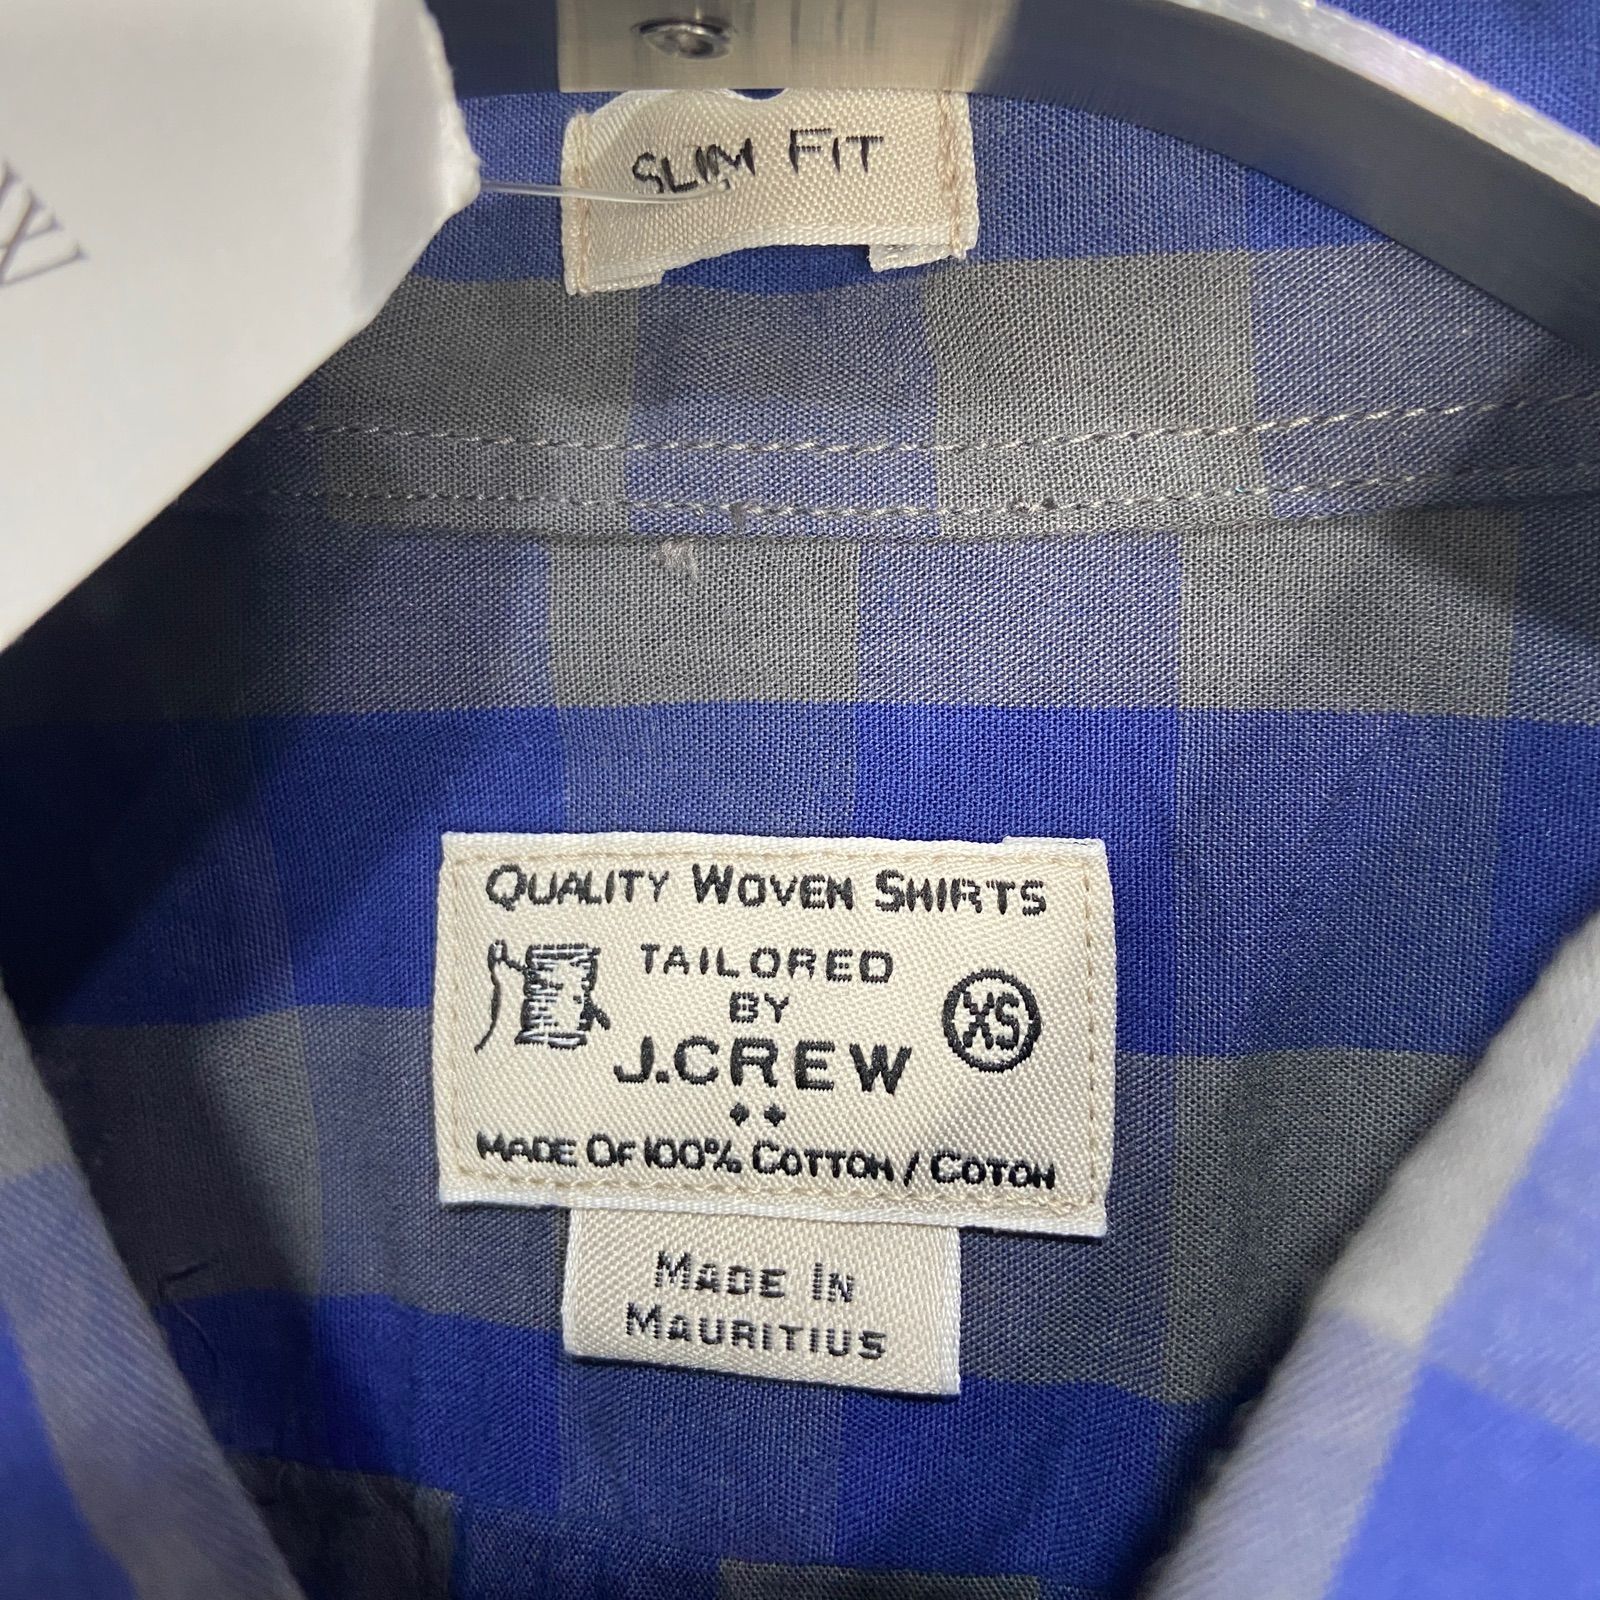 SLIM FIT
QUALITY WOVEN SHIRTS
TAILORED
BY
J.CREW
XS
MADE OF 100% COTTON / COTON
MADE IN
MAURITIUS